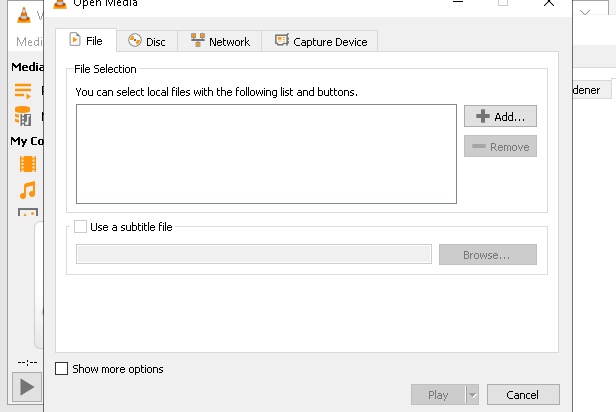 Open Media
Medi
File
Disc
Network
Capture Device
Media
File Selection
You can select local files with the following list and buttons.
dener
Add...
My Co
Remove
Use a subtitle file
Browse...
--:--
Show more options
Play
Cancel